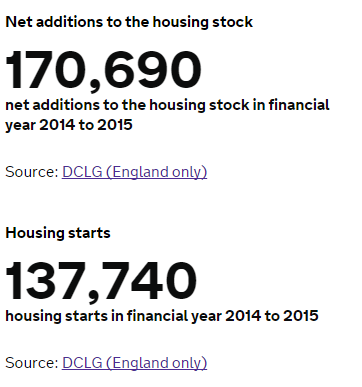 Net additions to the housing stock
170,690
net additions to the housing stock in financial
year 2014 to 2015
Source: DCLG (England only)
Housing starts
137,740
housing starts in financial year 2014 to 2015
Source: DCLG (England only)